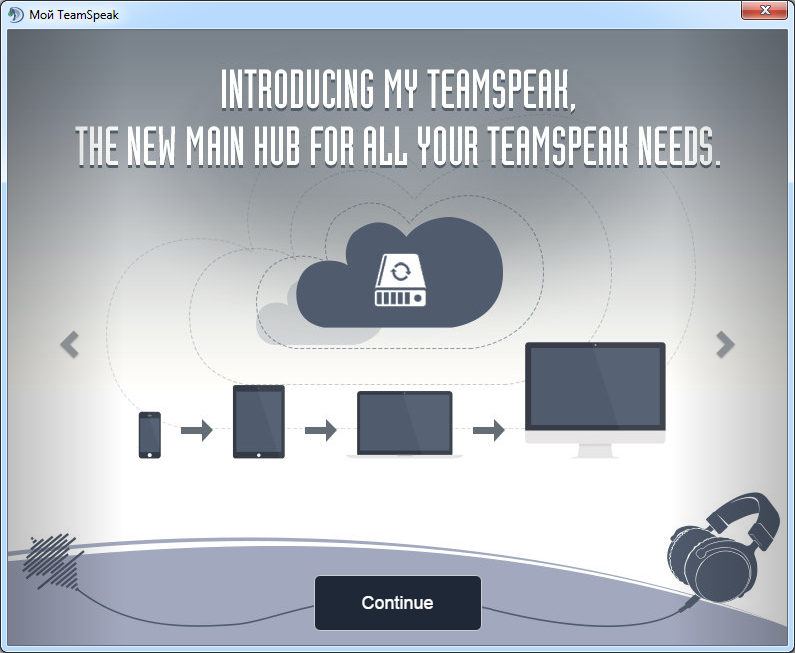 Мой TeamSpeak
INTRODUCING MY TEAMSPEAK,
THE NEW MAIN HUB FOR ALL YOUR TEAMSPEAK NEEDS.
Continue